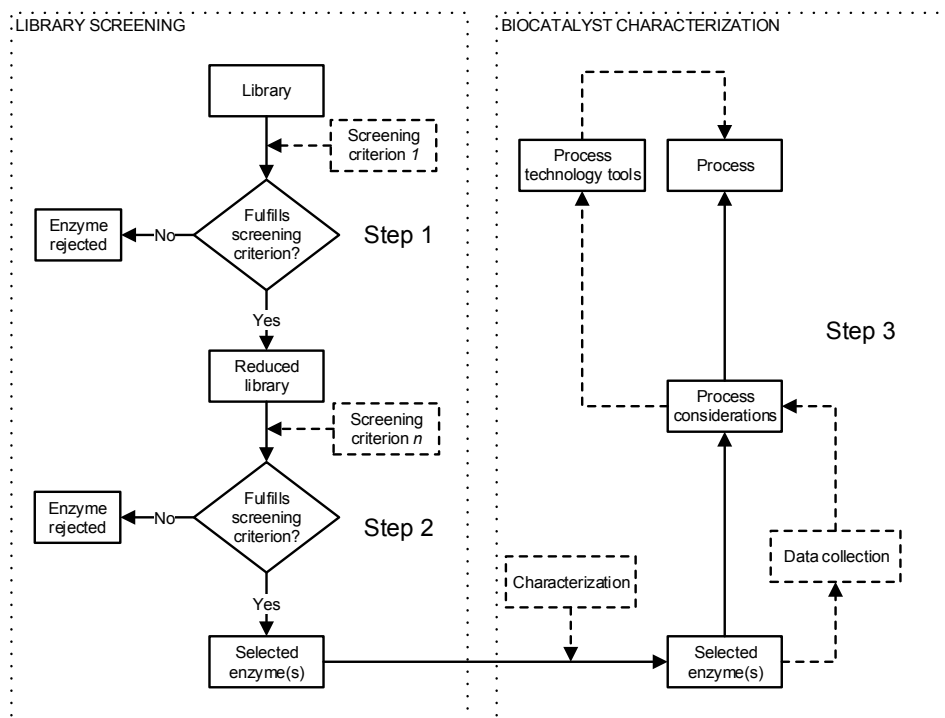 LIBRARY SCREENING
Library
Screening
criterion 1
Fulfills
screening
criterion?
Step 1
Enzyme
rejected
No
Yes
Reduced
library
Screening
criterion n
Fulfills
screening
criterion?
Step 2
Enzyme
rejected
No
Yes
Selected
enzyme(s)
BIOCATALYST CHARACTERIZATION
Process
technology tools
Process
Step 3
Process
considerations
Data collection
Characterization
Selected
enzyme(s)